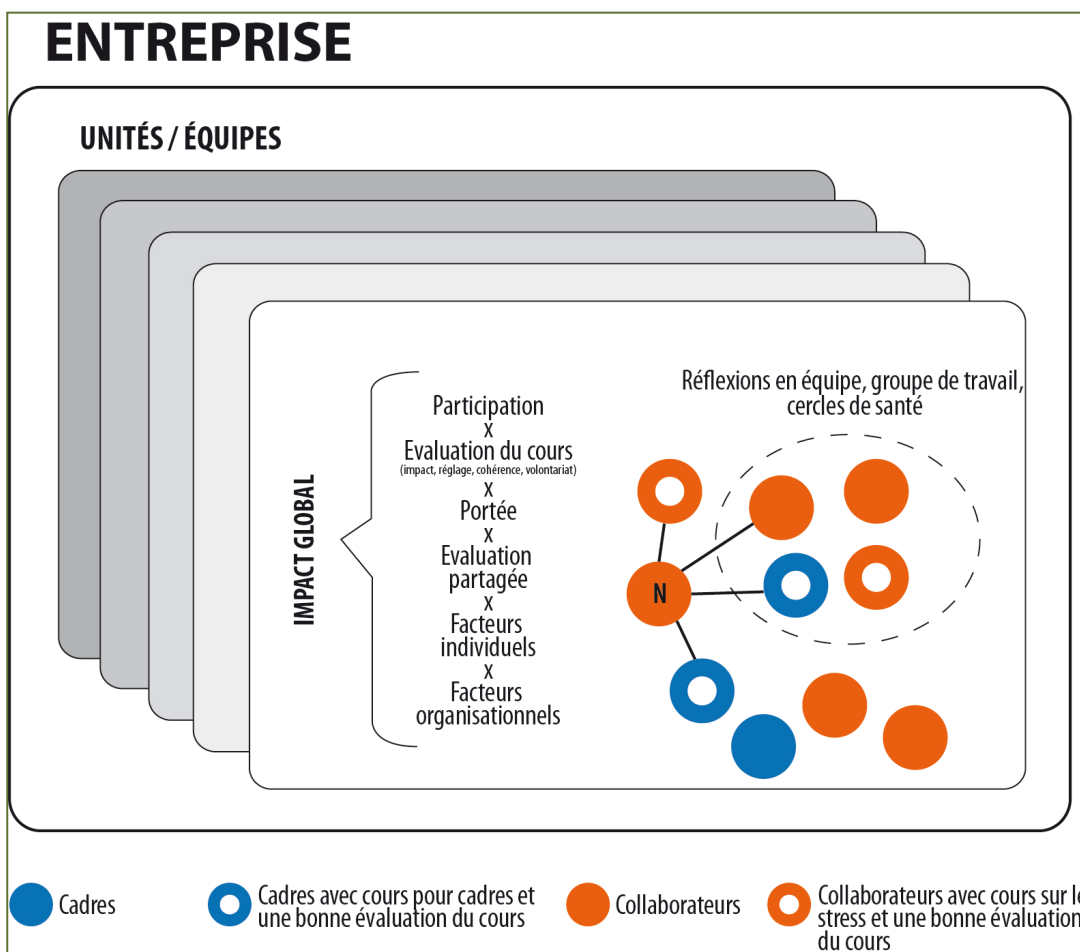 ENTREPRISE
UNITÉS / ÉQUIPES
IMPACT GLOBAL
Participation
x
Evaluation du cours
(impact, réglage, cohérence, volontariat)
x
Portée
x
Evaluation
partagée
x
Facteurs
individuels
x
Facteurs
organisationnels
Réflexions en équipe, groupe de travail,
cercles de santé
N
Cadres
Cadres avec cours pour cadres et
une bonne évaluation du cours
Collaborateurs
Collaborateurs avec cours sur
stress et une bonne évaluation
du cours